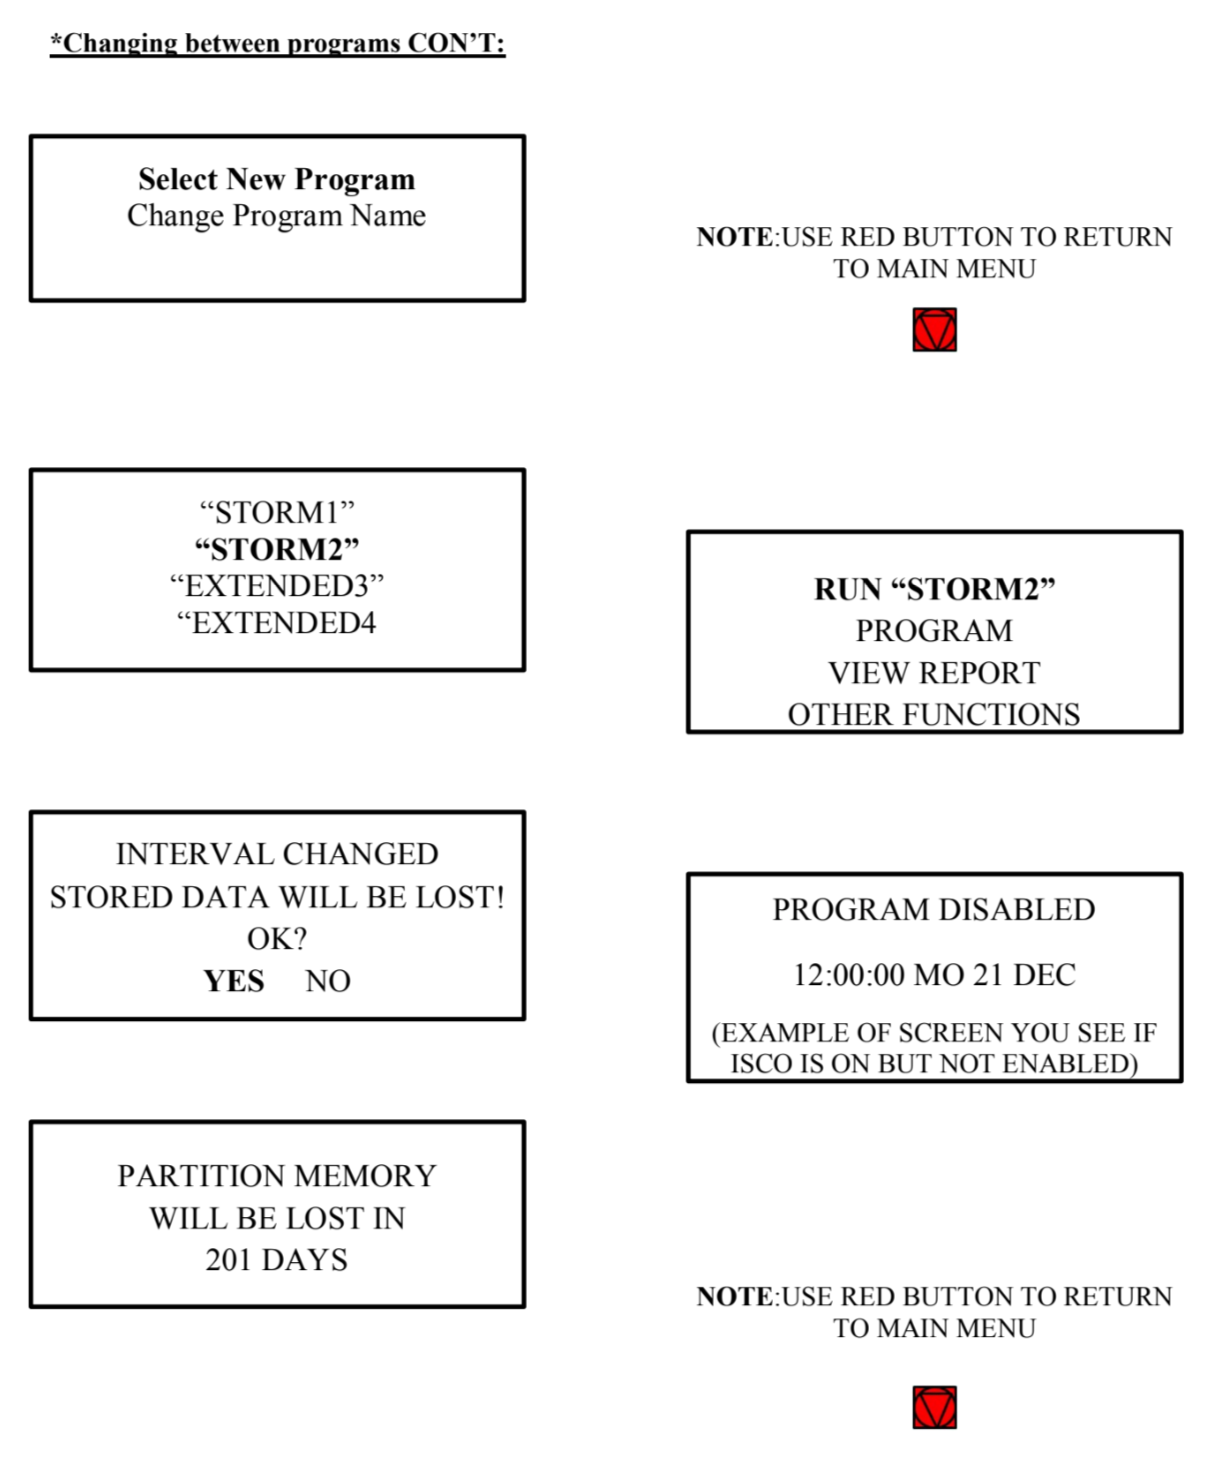 *Changing between programs CON’T:
Select New Program
Change Program Name
“STORM1”
“STORM2”
“EXTENDED3”
“EXTENDED4
INTERVAL CHANGED
STORED DATA WILL BE LOST!
OK?
YES NO
PARTITION MEMORY
WILL BE LOST IN
201 DAYS
NOTE:USE RED BUTTON TO RETURN
TO MAIN MENU
RUN “STORM2”
PROGRAM
VIEW REPORT
OTHER FUNCTIONS
PROGRAM DISABLED
12:00:00 MO 21 DEC
(EXAMPLE OF SCREEN YOU SEE IF
ISCO IS ON BUT NOT ENABLED)
NOTE:USE RED BUTTON TO RETURN
TO MAIN MENU